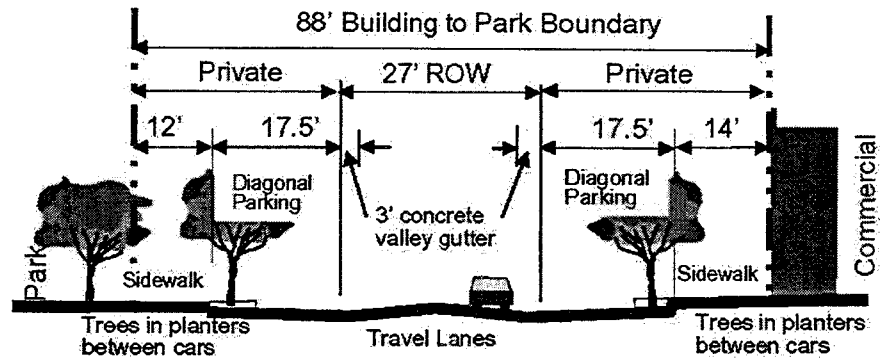 88' Building to Park Boundary
Private
27' ROW
Private
12'
17.5'
17.5'
14'
Diagonal
Parking
3' concrete
valley gutter
Diagonal
Parking
Park
Sidewalk
Sidewalk
Commercial
Trees in planters
between cars
Travel Lanes
Trees in planters
between cars